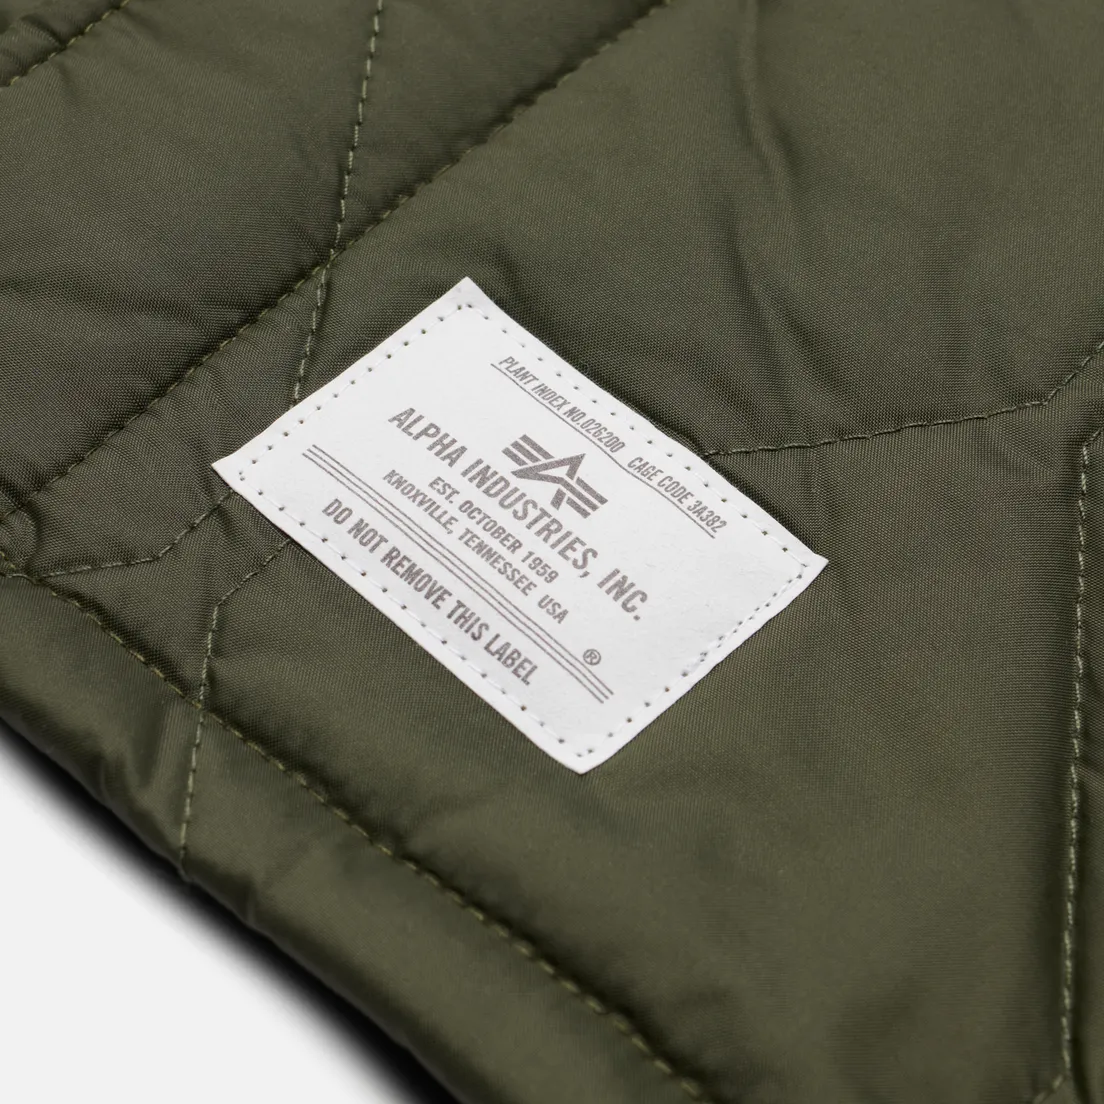 PLANT INDEX NO.026200 CAGE CODE 3A382
ALPHA INDUSTRIES, INC.
EST. OCTOBER 1959
KNOXVILLE, TENNESSEE USA
®
DO NOT REMOVE THIS LABEL